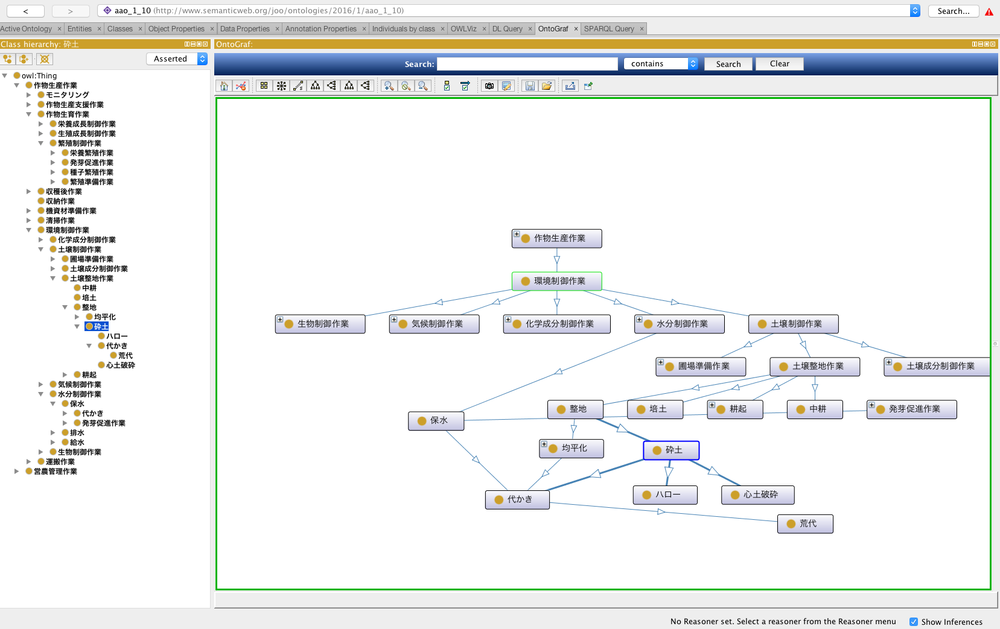 <
>
aao_1_10 (http://www.semanticweb.org/joo/ontologies/2016/1/aao_1_10)
Search...
Active Ontology × Entities × Classes × Object Properties × Data Properties × Annotation Properties × Individuals by class × OWLViz × DL Query × OntoGraf × SPARQL Query ×
Class hierarchy: 砕土
Asserted
owl:Thing
作物生産作業
モニタリング
作物生産支援作業
作物生育作業
栄養成長制御作業
生殖成長制御作業
繁殖制御作業
栄養繁殖作業
発芽促進作業
種子繁殖作業
繁殖準備作業
収穫後作業
収納作業
機資材準備作業
清掃作業
環境制御作業
化学成分制御作業
土壌制御作業
圃場準備作業
土壌成分制御作業
土壌整地作業
中耕
培土
整地
均平化
砕土
ハロー
代かき
荒代
心土破砕
耕起
気候制御作業
水分制御作業
保水
代かき
発芽促進作業
排水
給水
生物制御作業
運搬作業
営農管理作業
OntoGraf:
Search:
contains
Search
Clear
作物生産作業
環境制御作業
生物制御作業
気候制御作業
化学成分制御作業
水分制御作業
土壌制御作業
圃場準備作業
土壌整地作業
土壌成分制御作業
整地
培土
耕起
中耕
発芽促進作業
保水
均平化
砕土
代かき
ハロー
心土破砕
荒代
No Reasoner set. Select a reasoner from the Reasoner menu
Show Inferences